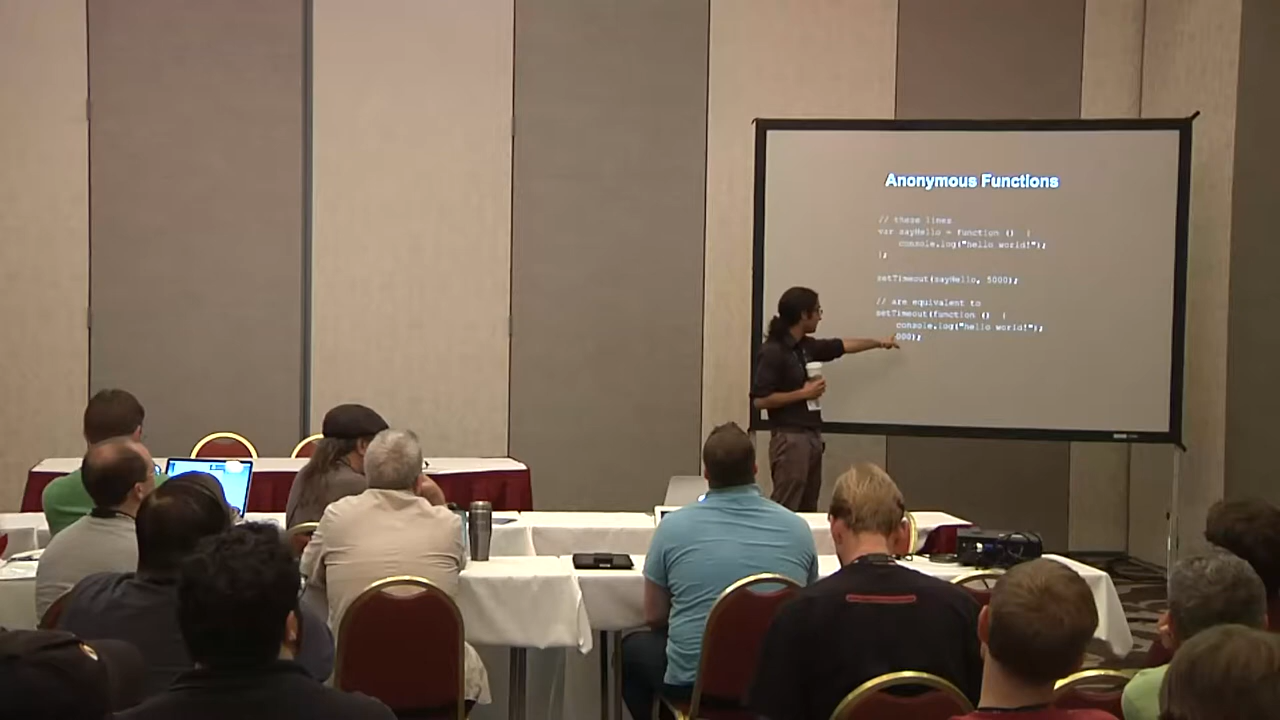 Anonymous Functions
// these lines
var sayHello = function () {
console.log("hello world!");
};
setTimeout(sayHello, 5000);
// are equivalent to
setTimeout(function () {
console.log("hello world!");
000);